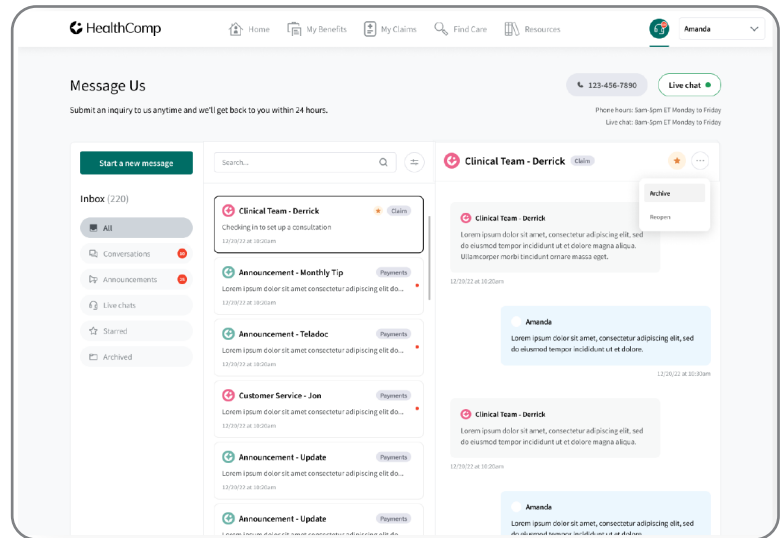 HealthComp
Home
My Benefits
My Claims
Find Care
Resources
Amanda
Message Us
Submit an inquiry to us anytime and we'll get back to you within 24 hours.
123-456-7890
Live chat
Phone hours: 8am-5pm ET Monday to Friday
Live chat: 8am-5pm ET Monday to Friday
Start a new message
Inbox (220)
All
Conversations
Announcements
Live chats
Starred
Archived
Search...
Clinical Team - Derrick
Claim
Checking in to set up a consultation
12/20/22 at 10:20am
Announcement - Monthly Tip
Payments
Lorem ipsum dolor sit amet consectetur adipiscing elit do...
12/20/22 at 10:20am
Announcement - Teladoc
Payments
Lorem ipsum dolor sit amet consectetur adipiscing elit do...
12/20/22 at 10:20am
Customer Service - Jon
Payments
Lorem ipsum dolor sit amet consectetur adipiscing elit do...
12/20/22 at 10:20am
Announcement - Update
Payments
Lorem ipsum dolor sit amet consectetur adipiscing elit do...
12/20/22 at 10:20am
Announcement - Update
Payments
Lorem ipsum dolor sit amet consectetur adipiscing elit do...
Clinical Team - Derrick
Claim
Archive
Reopen
Clinical Team - Derrick
Lorem ipsum dolor sit amet, consectetur adipiscing elit, sed
do eiusmod tempor incididunt ut et dolore magna aliqua.
Ullamcorper morbi tincidunt ornare massa eget.
12/20/22 at 10:20am
Amanda
Lorem ipsum dolor sit amet, consectetur adipiscing elit, sed
do eiusmod tempor incididunt ut et dolore.
12/20/22 at 10:30am
Clinical Team - Derrick
Lorem ipsum dolor sit amet, consectetur adipiscing elit, sed
do eiusmod tempor incididunt ut et dolore magna aliqua.
12/20/22 at 10:20am
Amanda
Lorem ipsum dolor sit amet, consectetur adipiscing elit, sed
do eiusmod tempor incididunt ut et dolore.